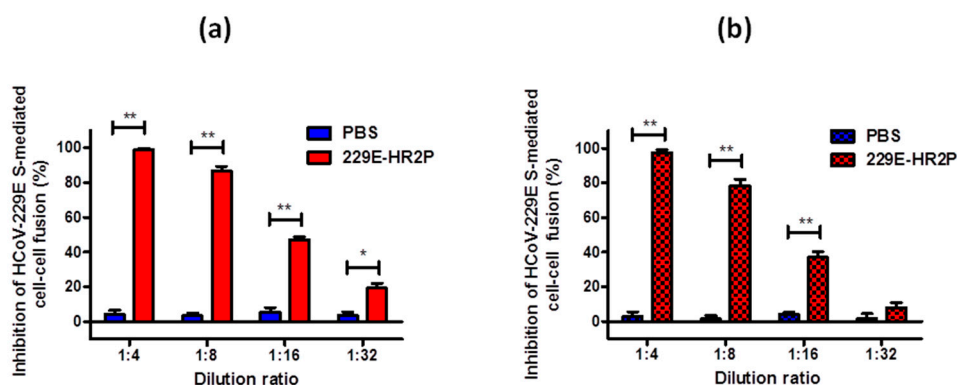 (a)
Inhibition of HCoV-229E S-mediated
cell-cell fusion (%)
100
80
60
40
20
0
**
**
**
*
PBS
229E-HR2P
1:4 1:8 1:16 1:32
Dilution ratio
(b)
Inhibition of HCoV-229E S-mediated
cell-cell fusion (%)
100
80
60
40
20
0
**
**
**
PBS
229E-HR2P
1:4 1:8 1:16 1:32
Dilution ratio